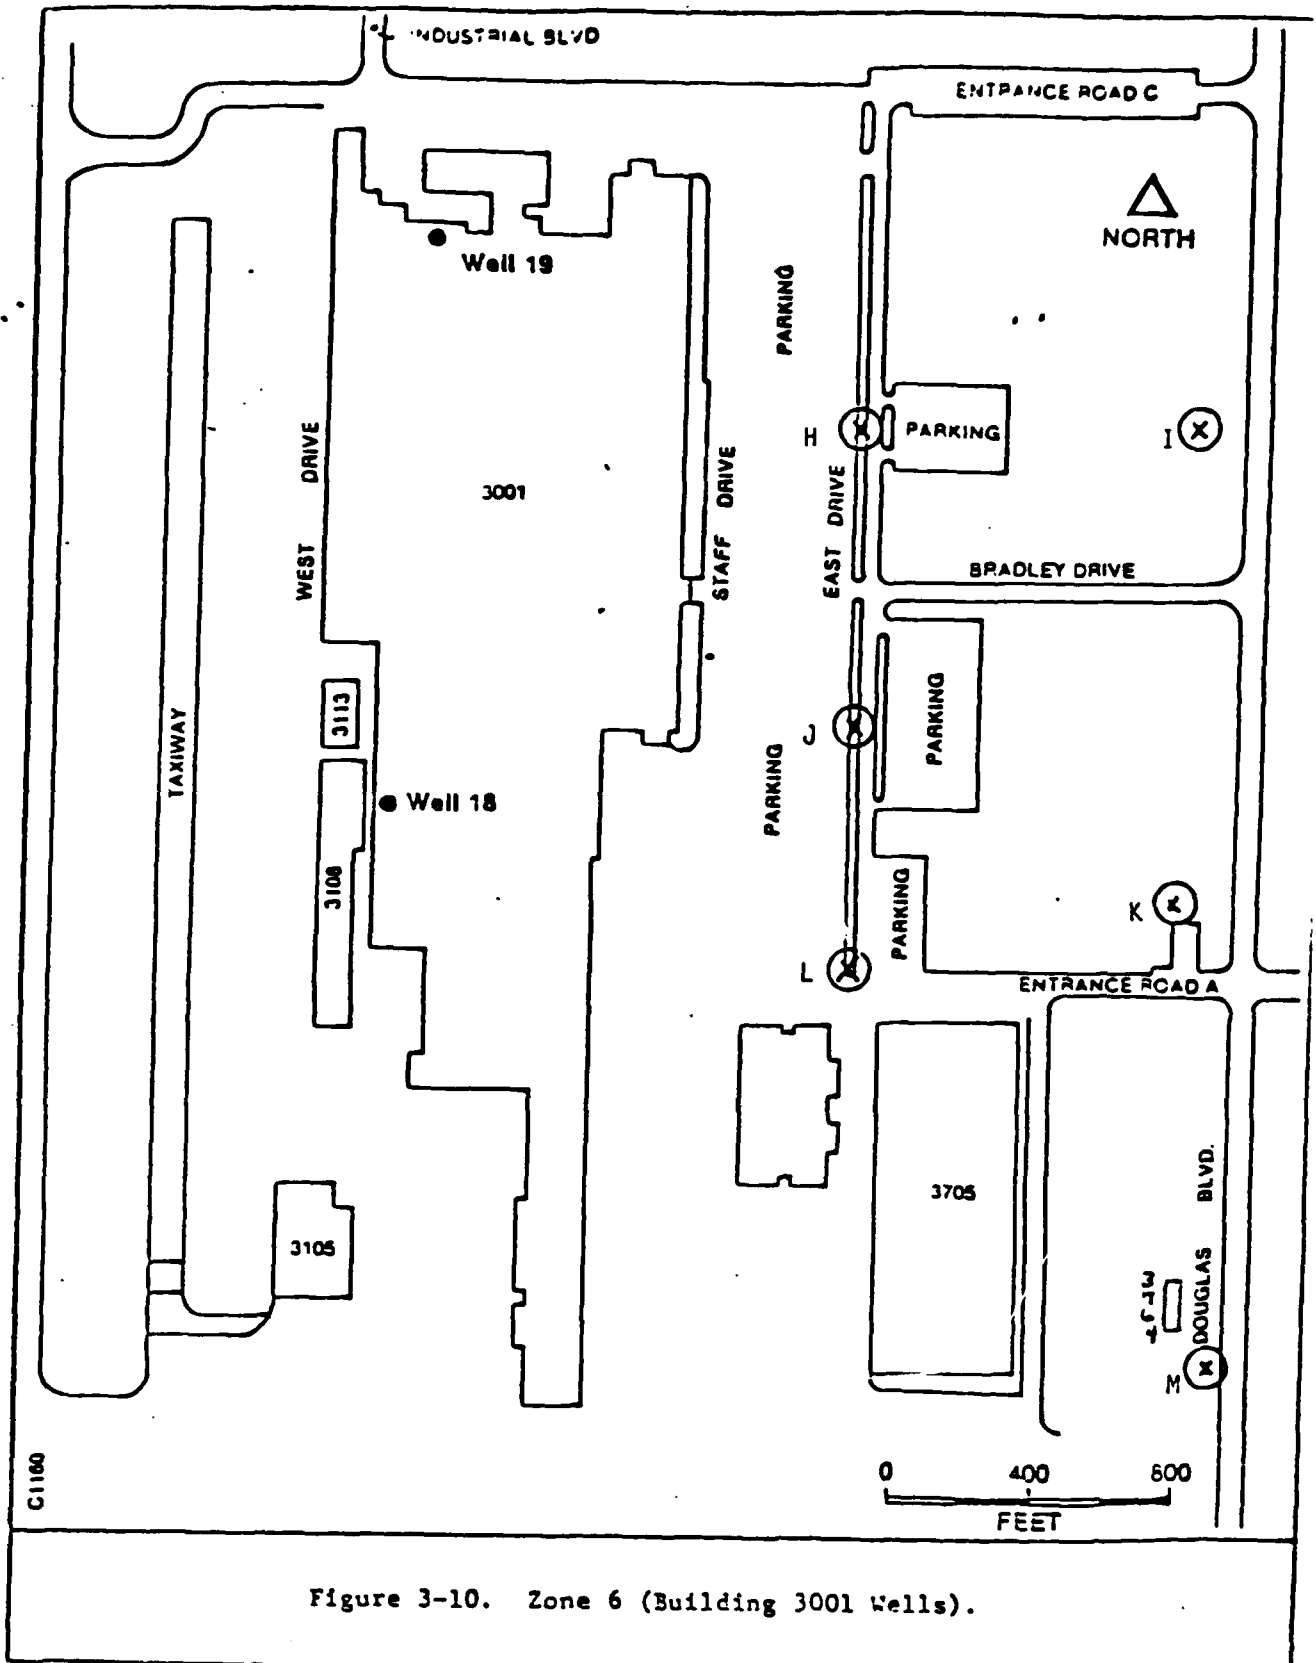 INDUSTRIAL BLVD
ENTRANCE ROAD C
NORTH
Well 19
PARKING
H
PARKING
I
WEST DRIVE
3001
STAFF DRIVE
EAST DRIVE
BRADLEY DRIVE
3113
TAXIWAY
J
PARKING
PARKING
Well 18
3108
PARKING
K
L
ENTRANCE ROAD A
3705
3105
DOUGLAS BLVD.
M
C1160
0 400 800
FEET
Figure 3-10. Zone 6 (Building 3001 Wells).